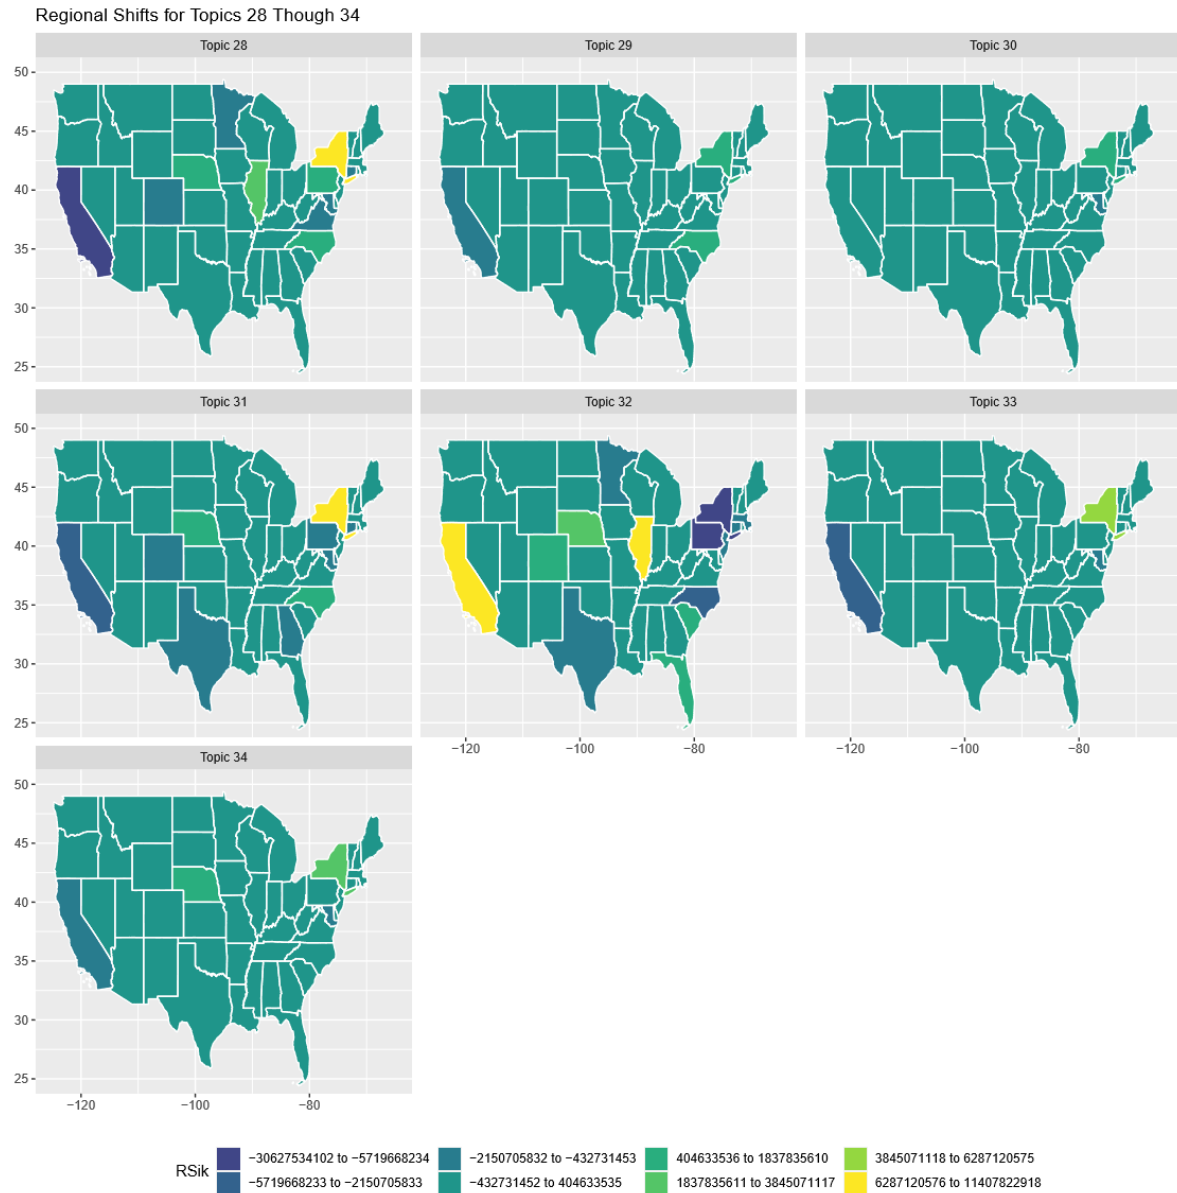 Regional Shifts for Topics 28 Though 34
Topic 28
Topic 29
Topic 30
50
45
40
35
30
25
Topic 31
Topic 32
Topic 33
50
45
40
35
30
25
−120
−100
−80
−120
−100
−80
Topic 34
50
45
40
35
30
25
−120
−100
−80
RSik
−30627534102 to −5719668234
−5719668233 to −2150705833
−2150705832 to −432731453
−432731452 to 404633535
404633536 to 1837835610
1837835611 to 3845071117
3845071118 to 6287120575
6287120576 to 11407822918